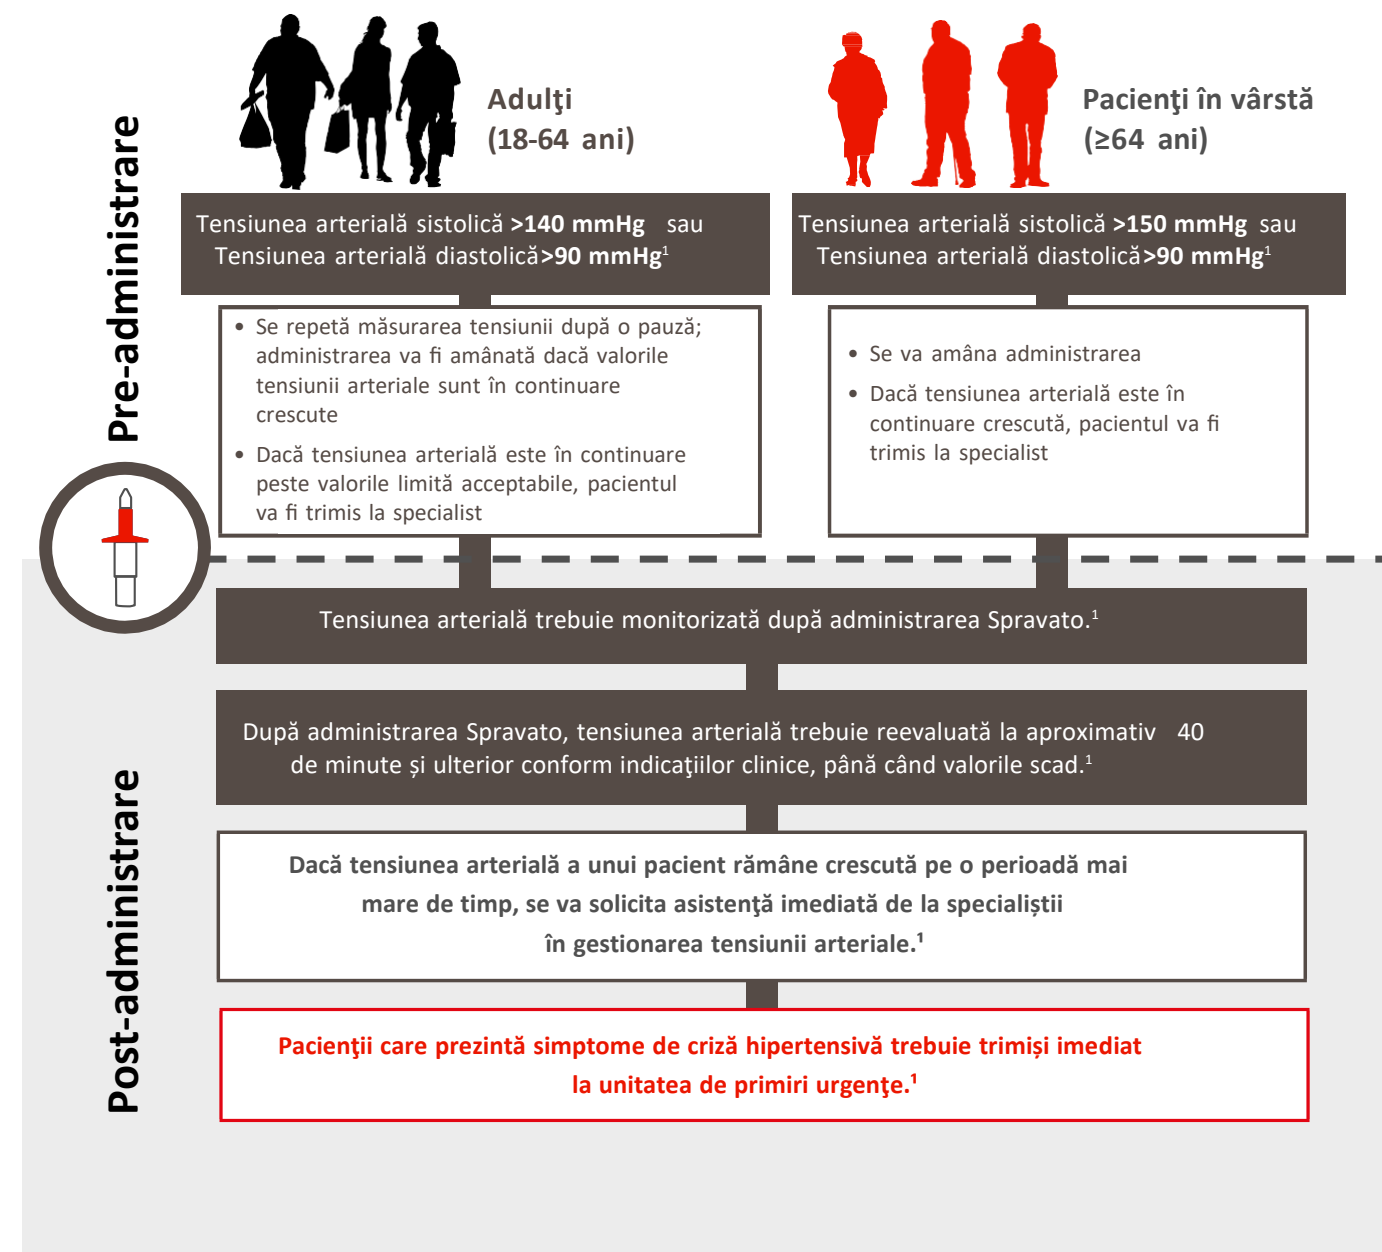 Pre-administrare
Adulţi
(18-64 ani)
Tensiunea arterială sistolică >140 mmHg sau
Tensiunea arterială diastolică>90 mmHg¹
• Se repetă măsurarea tensiunii după o pauză;
administrarea va fi amânată dacă valorile
tensiunii arteriale sunt în continuare
crescute
• Dacă tensiunea arterială este în continuare
peste valorile limită acceptabile, pacientul
va fi trimis la specialist
Pacienţi în vârstă
(≥64 ani)
Tensiunea arterială sistolică >150 mmHg sau
Tensiunea arterială diastolică>90 mmHg¹
• Se va amâna administrarea
• Dacă tensiunea arterială este în
continuare crescută, pacientul va fi
trimis la specialist
Post-administrare
Tensiunea arterială trebuie monitorizată după administrarea Spravato.¹
După administrarea Spravato, tensiunea arterială trebuie reevaluată la aproximativ 40
de minute și ulterior conform indicaţiilor clinice, până când valorile scad.¹
Dacă tensiunea arterială a unui pacient rămâne crescută pe o perioadă mai
mare de timp, se va solicita asistenţă imediată de la specialiștii
în gestionarea tensiunii arteriale.¹
Pacienţii care prezintă simptome de criză hipertensivă trebuie trimiși imediat
la unitatea de primiri urgenţe.¹